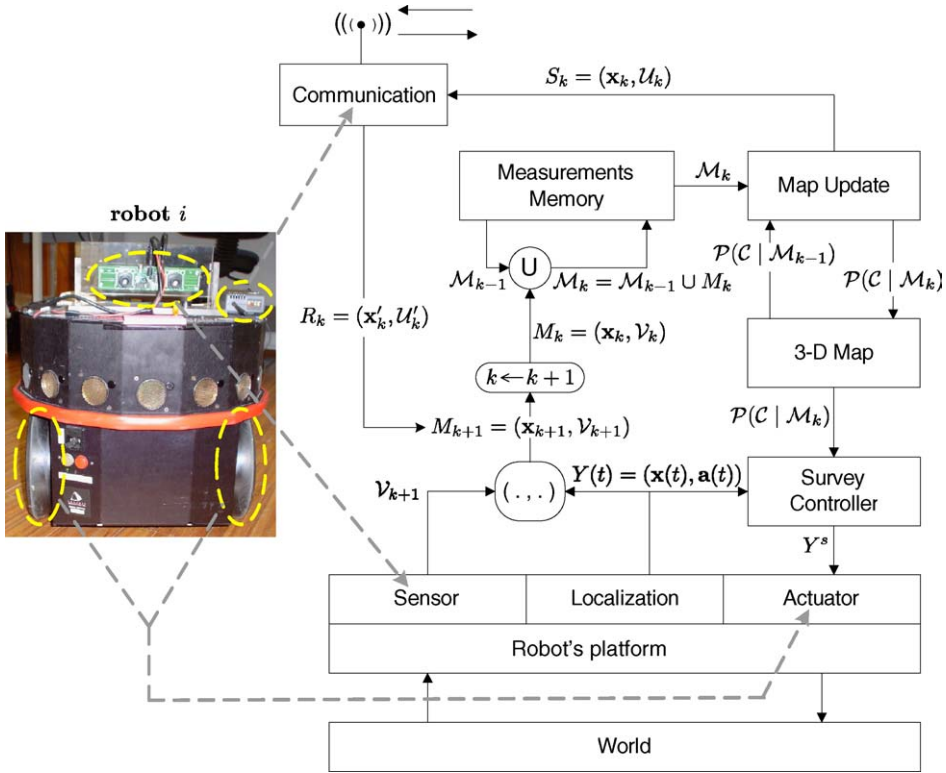 ((( )))
S_k = (x_k, U_k)
Communication
Measurements
Memory
M_k
Map Update
robot i
P(C | M_{k-1})
P(C | M_k)
M_{k-1}
U
M_k = M_{k-1} ∪ M_k
R_k = (x'_k, U'_k)
M_k = (x_k, V_k)
3-D Map
k ← k + 1
P(C | M_k)
M_{k+1} = (x_{k+1}, V_{k+1})
V_{k+1}
(. , .)
Y(t) = (x(t), a(t))
Survey
Controller
Y^s
Sensor
Localization
Actuator
Robot's platform
World